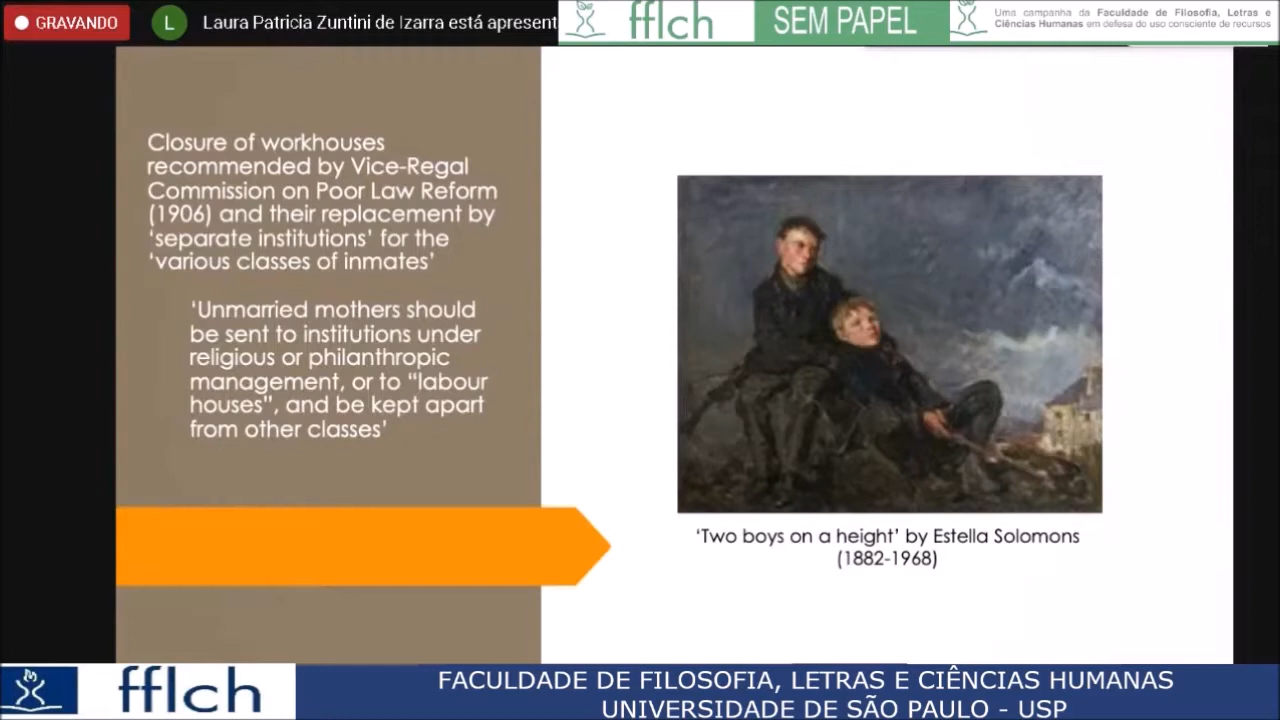 GRAVANDO
L
Laura Patricia Zuntini de Izarra está apresent
fflch
SEM PAPEL
Uma campanha da Faculdade de Filosofia, Letras e
Ciências Humanas em defesa do uso consciente de recursos
Closure of workhouses
recommended by Vice-Regal
Commission on Poor Law Reform
(1906) and their replacement by
‘separate institutions’ for the
‘various classes of inmates’
‘Unmarried mothers should
be sent to institutions under
religious or philanthropic
management, or to “labour
houses”, and be kept apart
from other classes’
‘Two boys on a height’ by Estella Solomons
(1882-1968)
fflch
FACULDADE DE FILOSOFIA, LETRAS E CIÊNCIAS HUMANAS
UNIVERSIDADE DE SÃO PAULO - USP